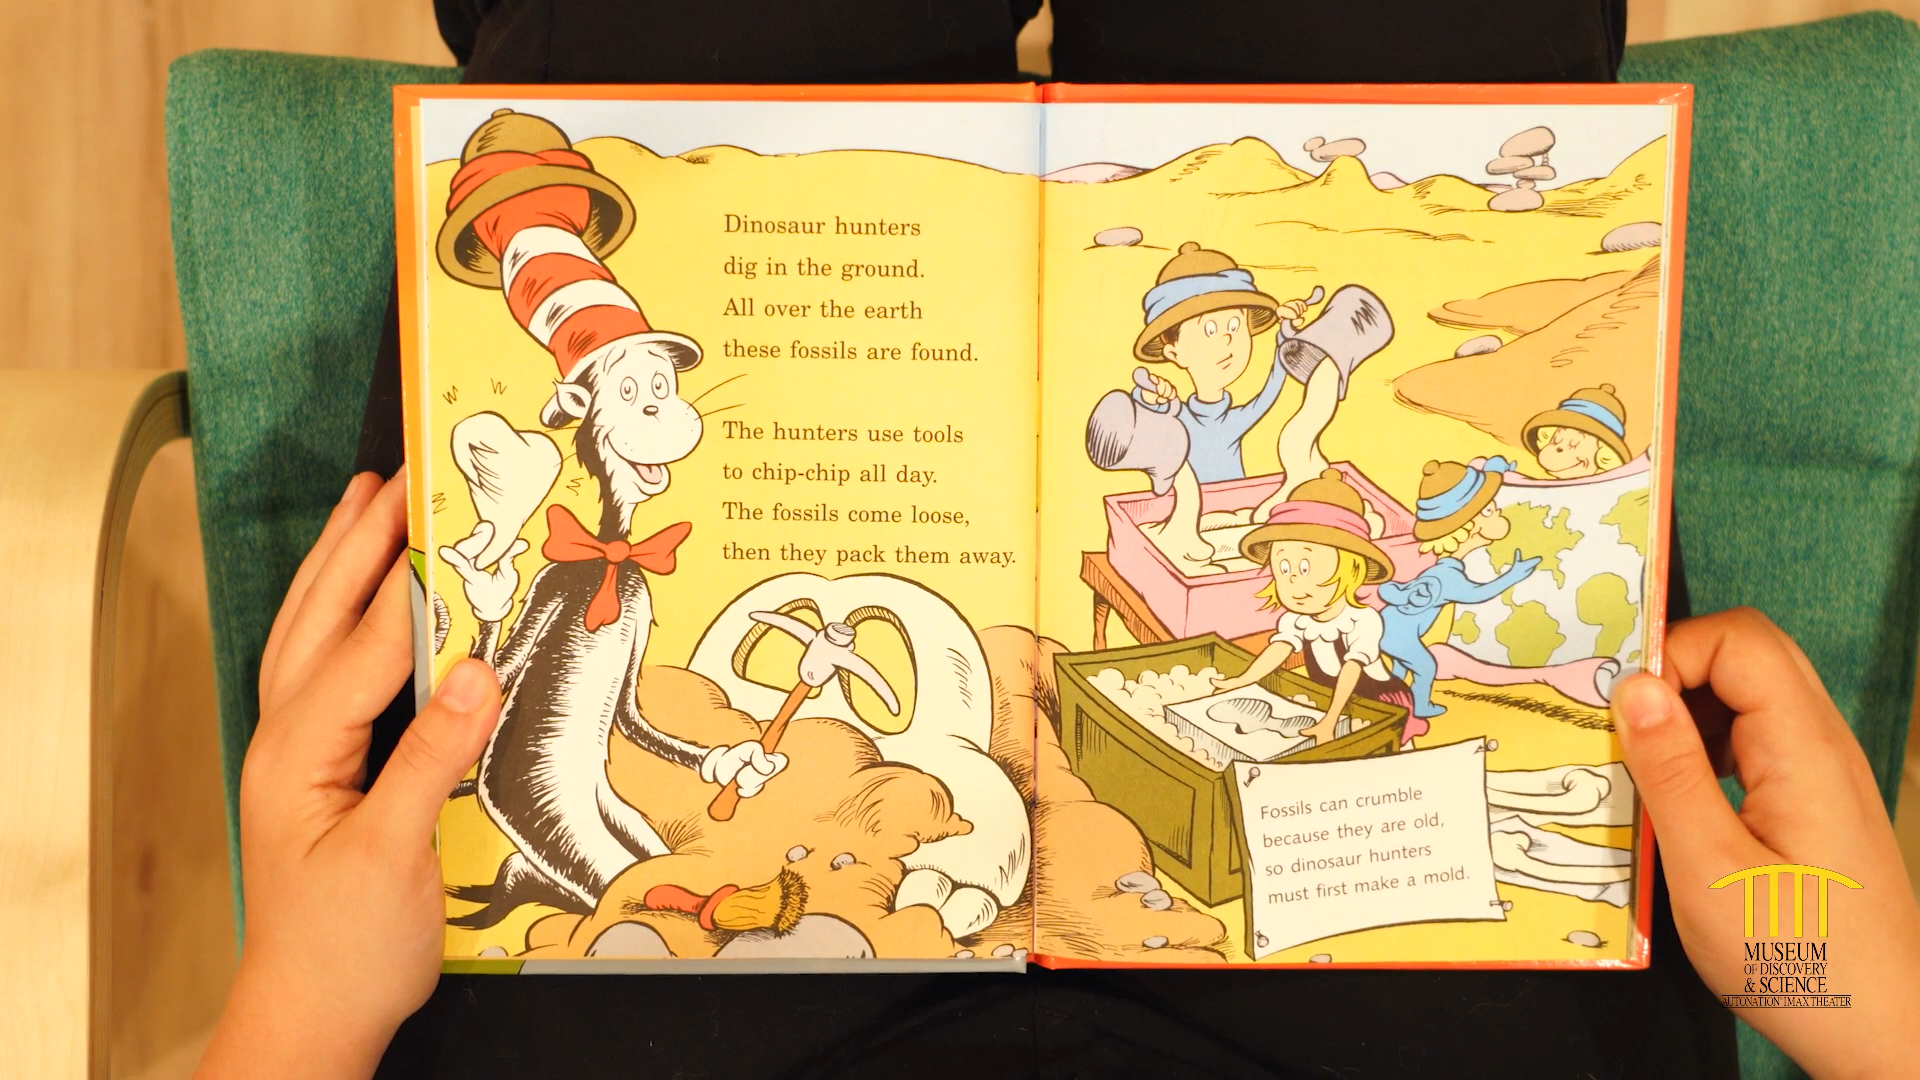 Dinosaur hunters
dig in the ground.
All over the earth
these fossils are found.
The hunters use tools
to chip-chip all day.
The fossils come loose,
then they pack them away.
Fossils can crumble
because they are old,
so dinosaur hunters
must first make a mold.
MUSEUM
OF DISCOVERY
& SCIENCE
AUTONATION® IMAX THEATER